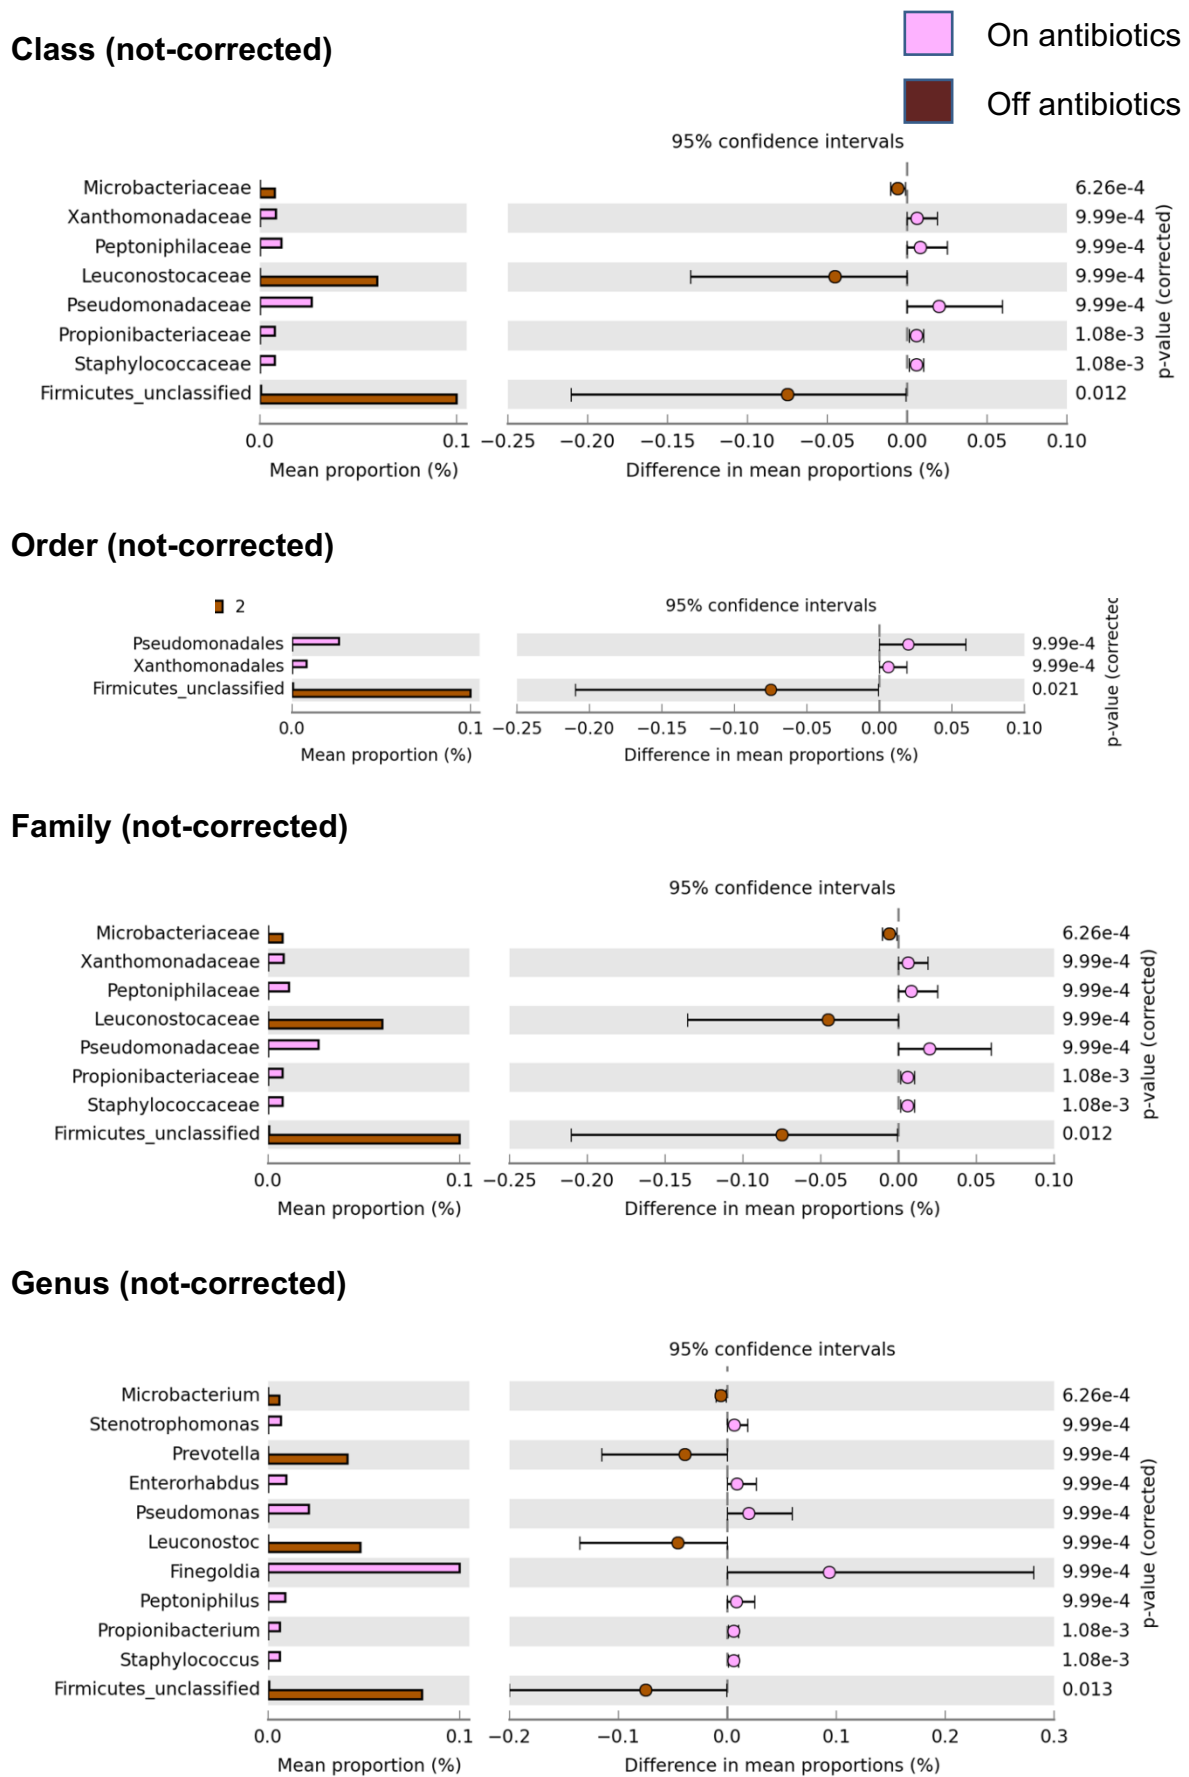 Class (not-corrected)
On antibiotics
Off antibiotics
95% confidence intervals
Microbacteriaceae 6.26e-4
Xanthomonadaceae 9.99e-4
Peptoniphilaceae 9.99e-4
Leuconostocaceae 9.99e-4
Pseudomonadaceae 9.99e-4
Propionibacteriaceae 1.08e-3
Staphylococcaceae 1.08e-3
Firmicutes_unclassified 0.012
p-value (corrected)
0.0 0.1 −0.25 −0.20 −0.15 −0.10 −0.05 0.00 0.05 0.10
Mean proportion (%) Difference in mean proportions (%)
Order (not-corrected)
2 95% confidence intervals
Pseudomonadales 9.99e-4
Xanthomonadales 9.99e-4
Firmicutes_unclassified 0.021
p-value (corrected
0.0 0.1 −0.25 −0.20 −0.15 −0.10 −0.05 0.00 0.05 0.10
Mean proportion (%) Difference in mean proportions (%)
Family (not-corrected)
95% confidence intervals
Microbacteriaceae 6.26e-4
Xanthomonadaceae 9.99e-4
Peptoniphilaceae 9.99e-4
Leuconostocaceae 9.99e-4
Pseudomonadaceae 9.99e-4
Propionibacteriaceae 1.08e-3
Staphylococcaceae 1.08e-3
Firmicutes_unclassified 0.012
p-value (corrected)
0.0 0.1 −0.25 −0.20 −0.15 −0.10 −0.05 0.00 0.05 0.10
Mean proportion (%) Difference in mean proportions (%)
Genus (not-corrected)
95% confidence intervals
Microbacterium 6.26e-4
Stenotrophomonas 9.99e-4
Prevotella 9.99e-4
Enterorhabdus 9.99e-4
Pseudomonas 9.99e-4
Leuconostoc 9.99e-4
Finegoldia 9.99e-4
Peptoniphilus 9.99e-4
Propionibacterium 1.08e-3
Staphylococcus 1.08e-3
Firmicutes_unclassified 0.013
p-value (corrected)
0.0 0.1 −0.2 −0.1 0.0 0.1 0.2 0.3
Mean proportion (%) Difference in mean proportions (%)